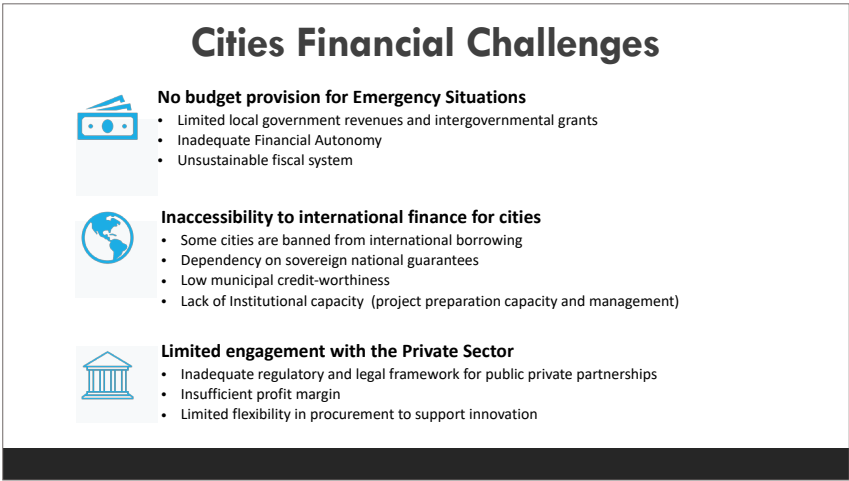 Cities Financial Challenges
No budget provision for Emergency Situations
• Limited local government revenues and intergovernmental grants
• Inadequate Financial Autonomy
• Unsustainable fiscal system
Inaccessibility to international finance for cities
• Some cities are banned from international borrowing
• Dependency on sovereign national guarantees
• Low municipal credit-worthiness
• Lack of Institutional capacity (project preparation capacity and management)
Limited engagement with the Private Sector
• Inadequate regulatory and legal framework for public private partnerships
• Insufficient profit margin
• Limited flexibility in procurement to support innovation